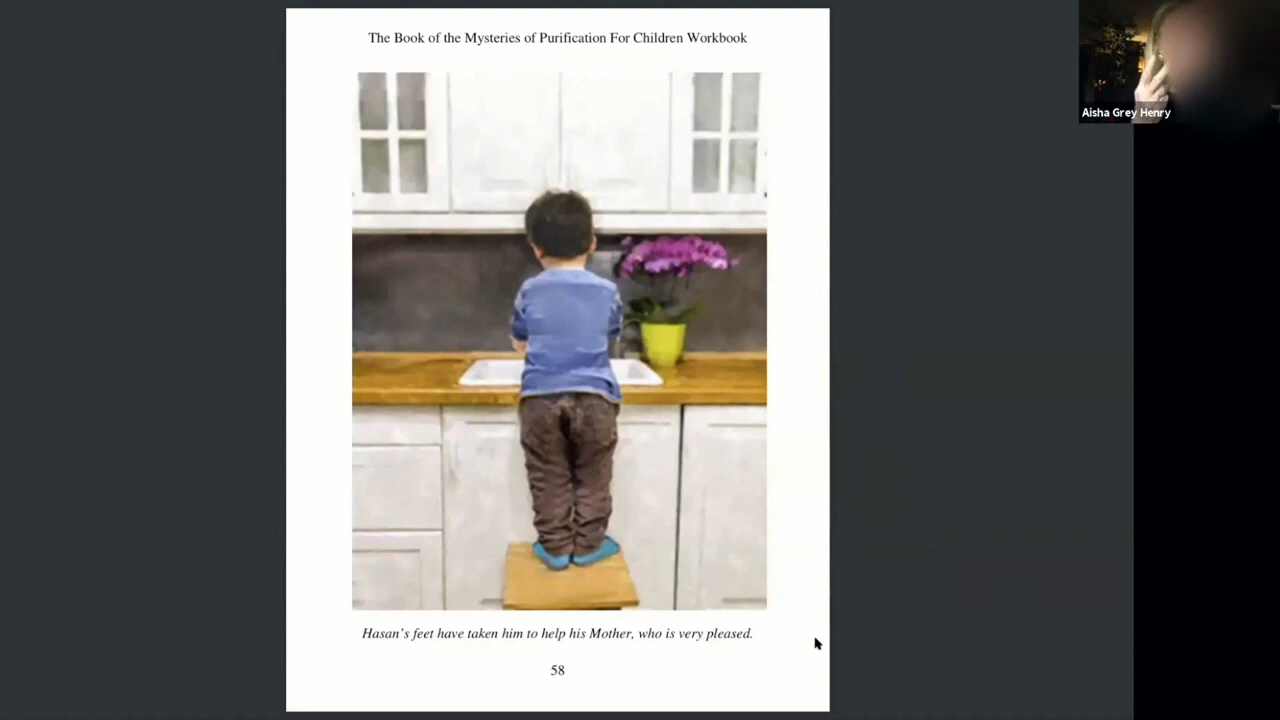 The Book of the Mysteries of Purification For Children Workbook
Aisha Grey Henry
Hasan's feet have taken him to help his Mother, who is very pleased.
58